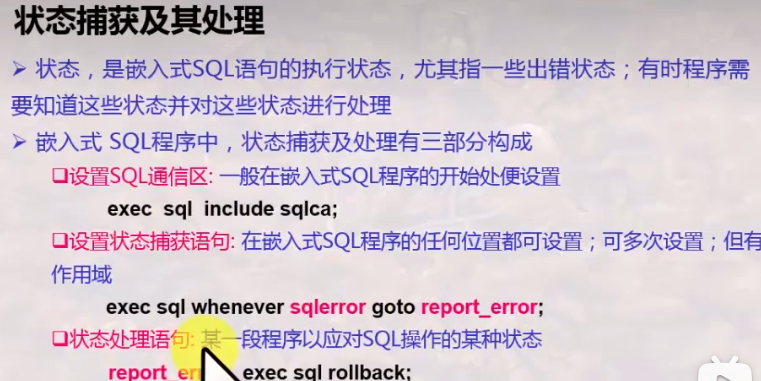 状态捕获及其处理
➢ 状态，是嵌入式SQL语句的执行状态，尤其指一些出错状态；有时程序需
要知道这些状态并对这些状态进行处理
➢ 嵌入式 SQL程序中，状态捕获及处理有三部分构成
❑设置SQL通信区: 一般在嵌入式SQL程序的开始处便设置
exec sql include sqlca;
❑设置状态捕获语句: 在嵌入式SQL程序的任何位置都可设置；可多次设置；但有
作用域
exec sql whenever sqlerror goto report_error;
❑状态处理语句: 某一段程序以应对SQL操作的某种状态
exec sql rollback;